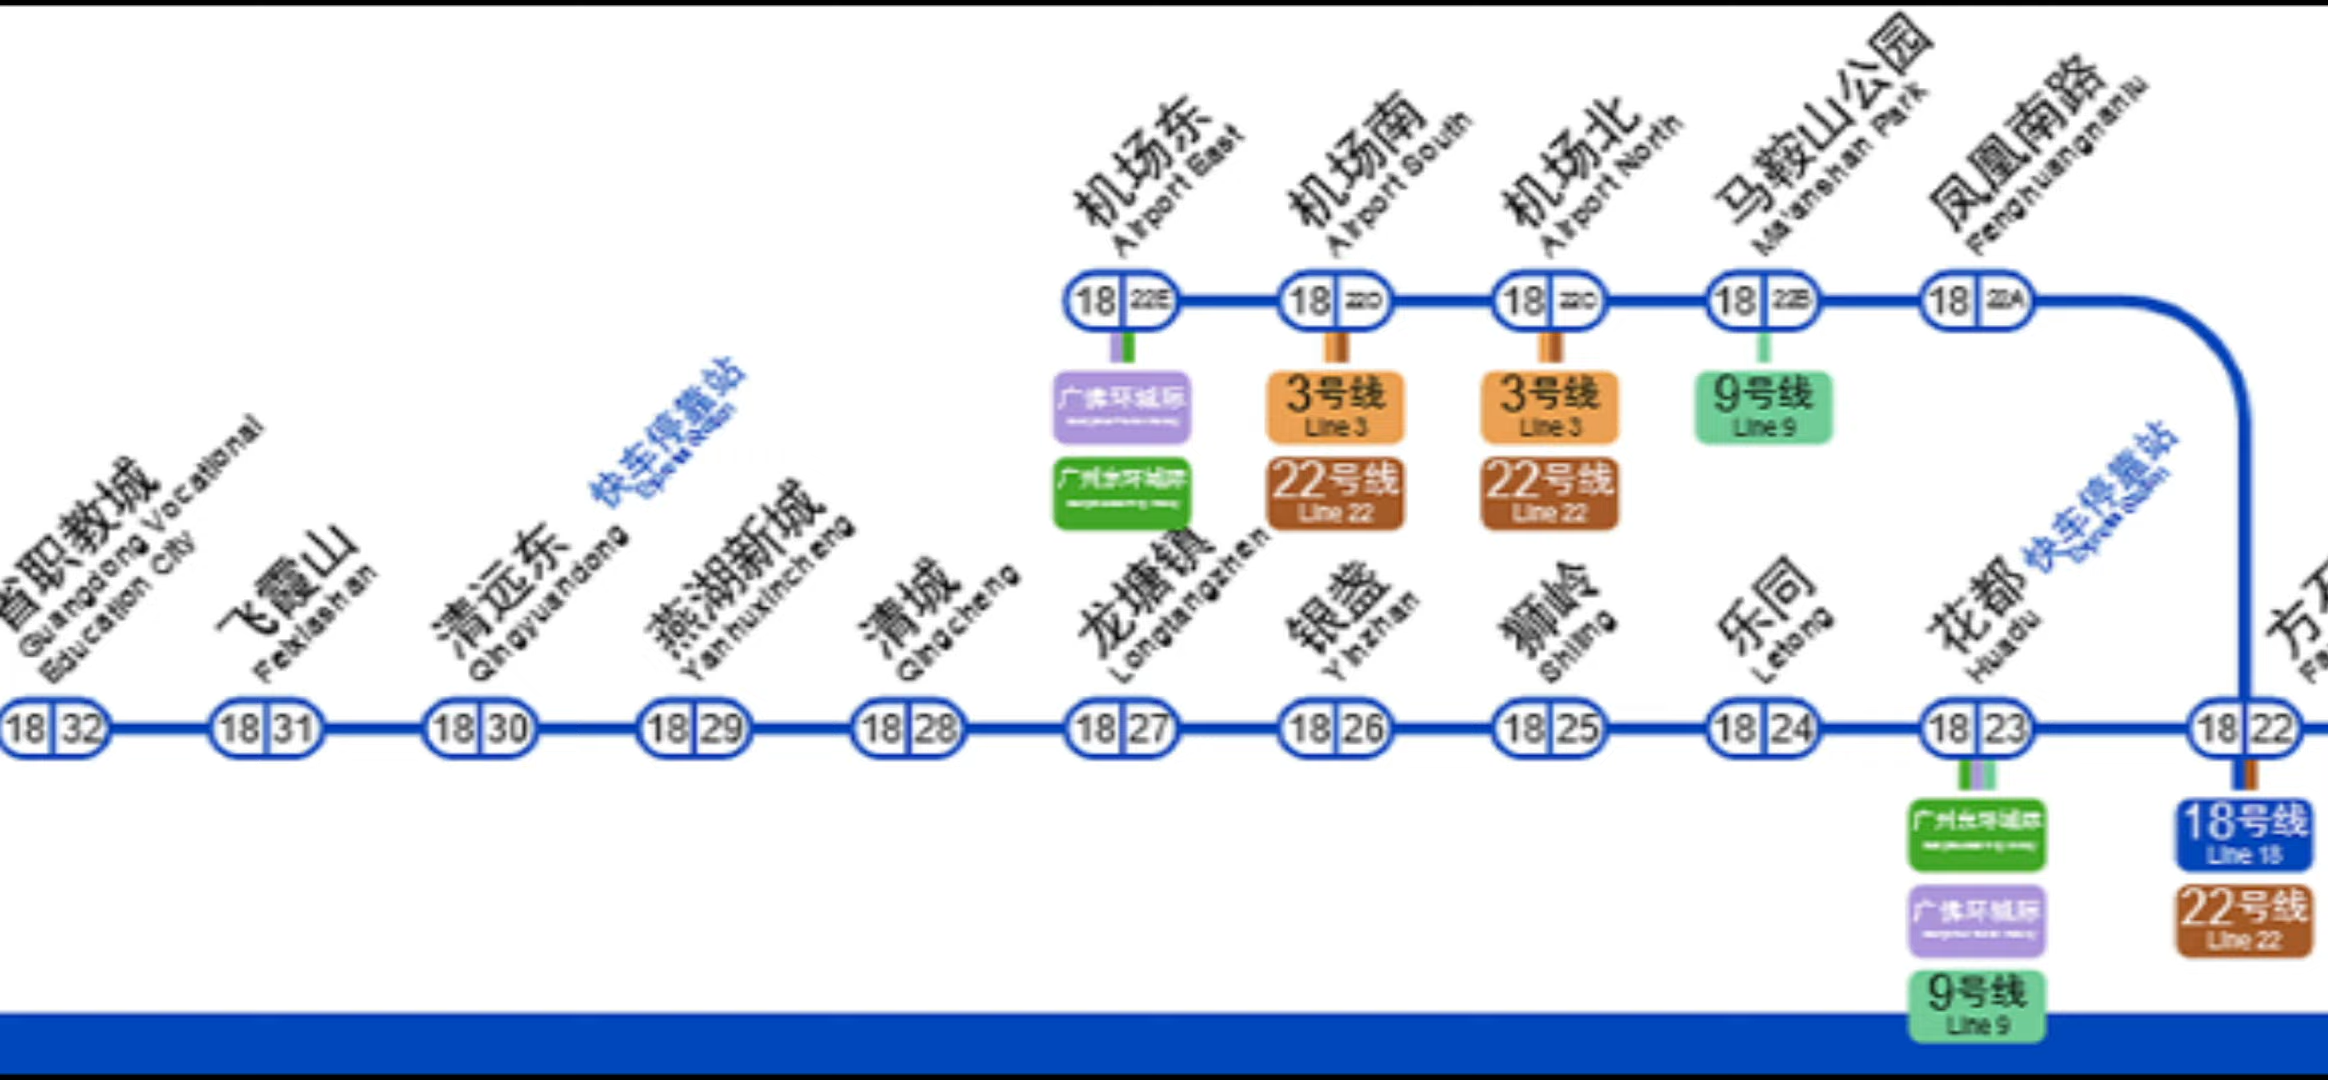 机场东
Airport East
机场南
Airport South
机场北
Airport North
马鞍山公园
Ma'anshan Park
凤凰南路
Fenghuangnanlu
18 22E
18 22D
18 22C
18 22B
18 22A
广佛环城际
广州东环城际
3号线
Line 3
22号线
Line 22
3号线
Line 3
22号线
Line 22
9号线
Line 9
省职教城
Guangdong Vocational
Education City
飞霞山
Feixiashan
清远东
Qingyuandong
快车停靠站
燕湖新城
Yanhuxincheng
清城
Qingcheng
龙塘镇
Longtangzhen
银盏
Yinzhan
狮岭
Shiling
乐同
Letong
花都
Huadu
快车停靠站
18 32
18 31
18 30
18 29
18 28
18 27
18 26
18 25
18 24
18 23
18 22
广州东环城际
广佛环城际
9号线
Line 9
18号线
Line 18
22号线
Line 22